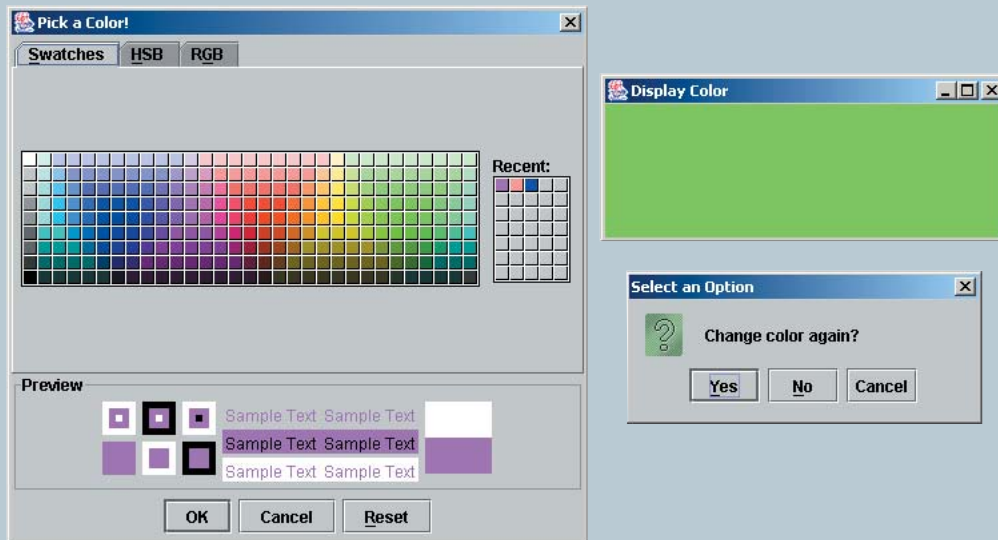 Pick a Color!
Swatches HSB RGB
Recent:
Preview
Sample Text Sample Text
Sample Text Sample Text
Sample Text Sample Text
OK Cancel Reset
Display Color
Select an Option
Change color again?
Yes No Cancel